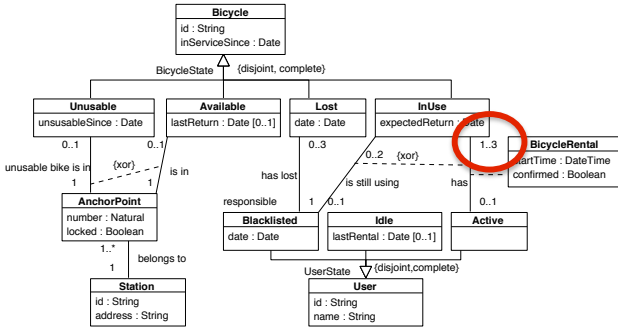 Bicycle
id : String
inServiceSince : Date
BicycleState
{disjoint, complete}
Unusable
unsusableSince : Date
Available
lastReturn : Date [0..1]
Lost
date : Date
InUse
expectedReturn : Date
0..1
0..1
0..3
0..2
{xor}
1..3
BicycleRental
startTime : DateTime
confirmed : Boolean
unusable bike is in
{xor}
is in
has lost
is still using
has
1
1
AnchorPoint
number : Natural
locked : Boolean
responsible
1
0..1
0..1
Blacklisted
date : Date
Idle
lastRental : Date [0..1]
Active
1..*
belongs to
1
UserState
{disjoint,complete}
Station
id : String
address : String
User
id : String
name : String